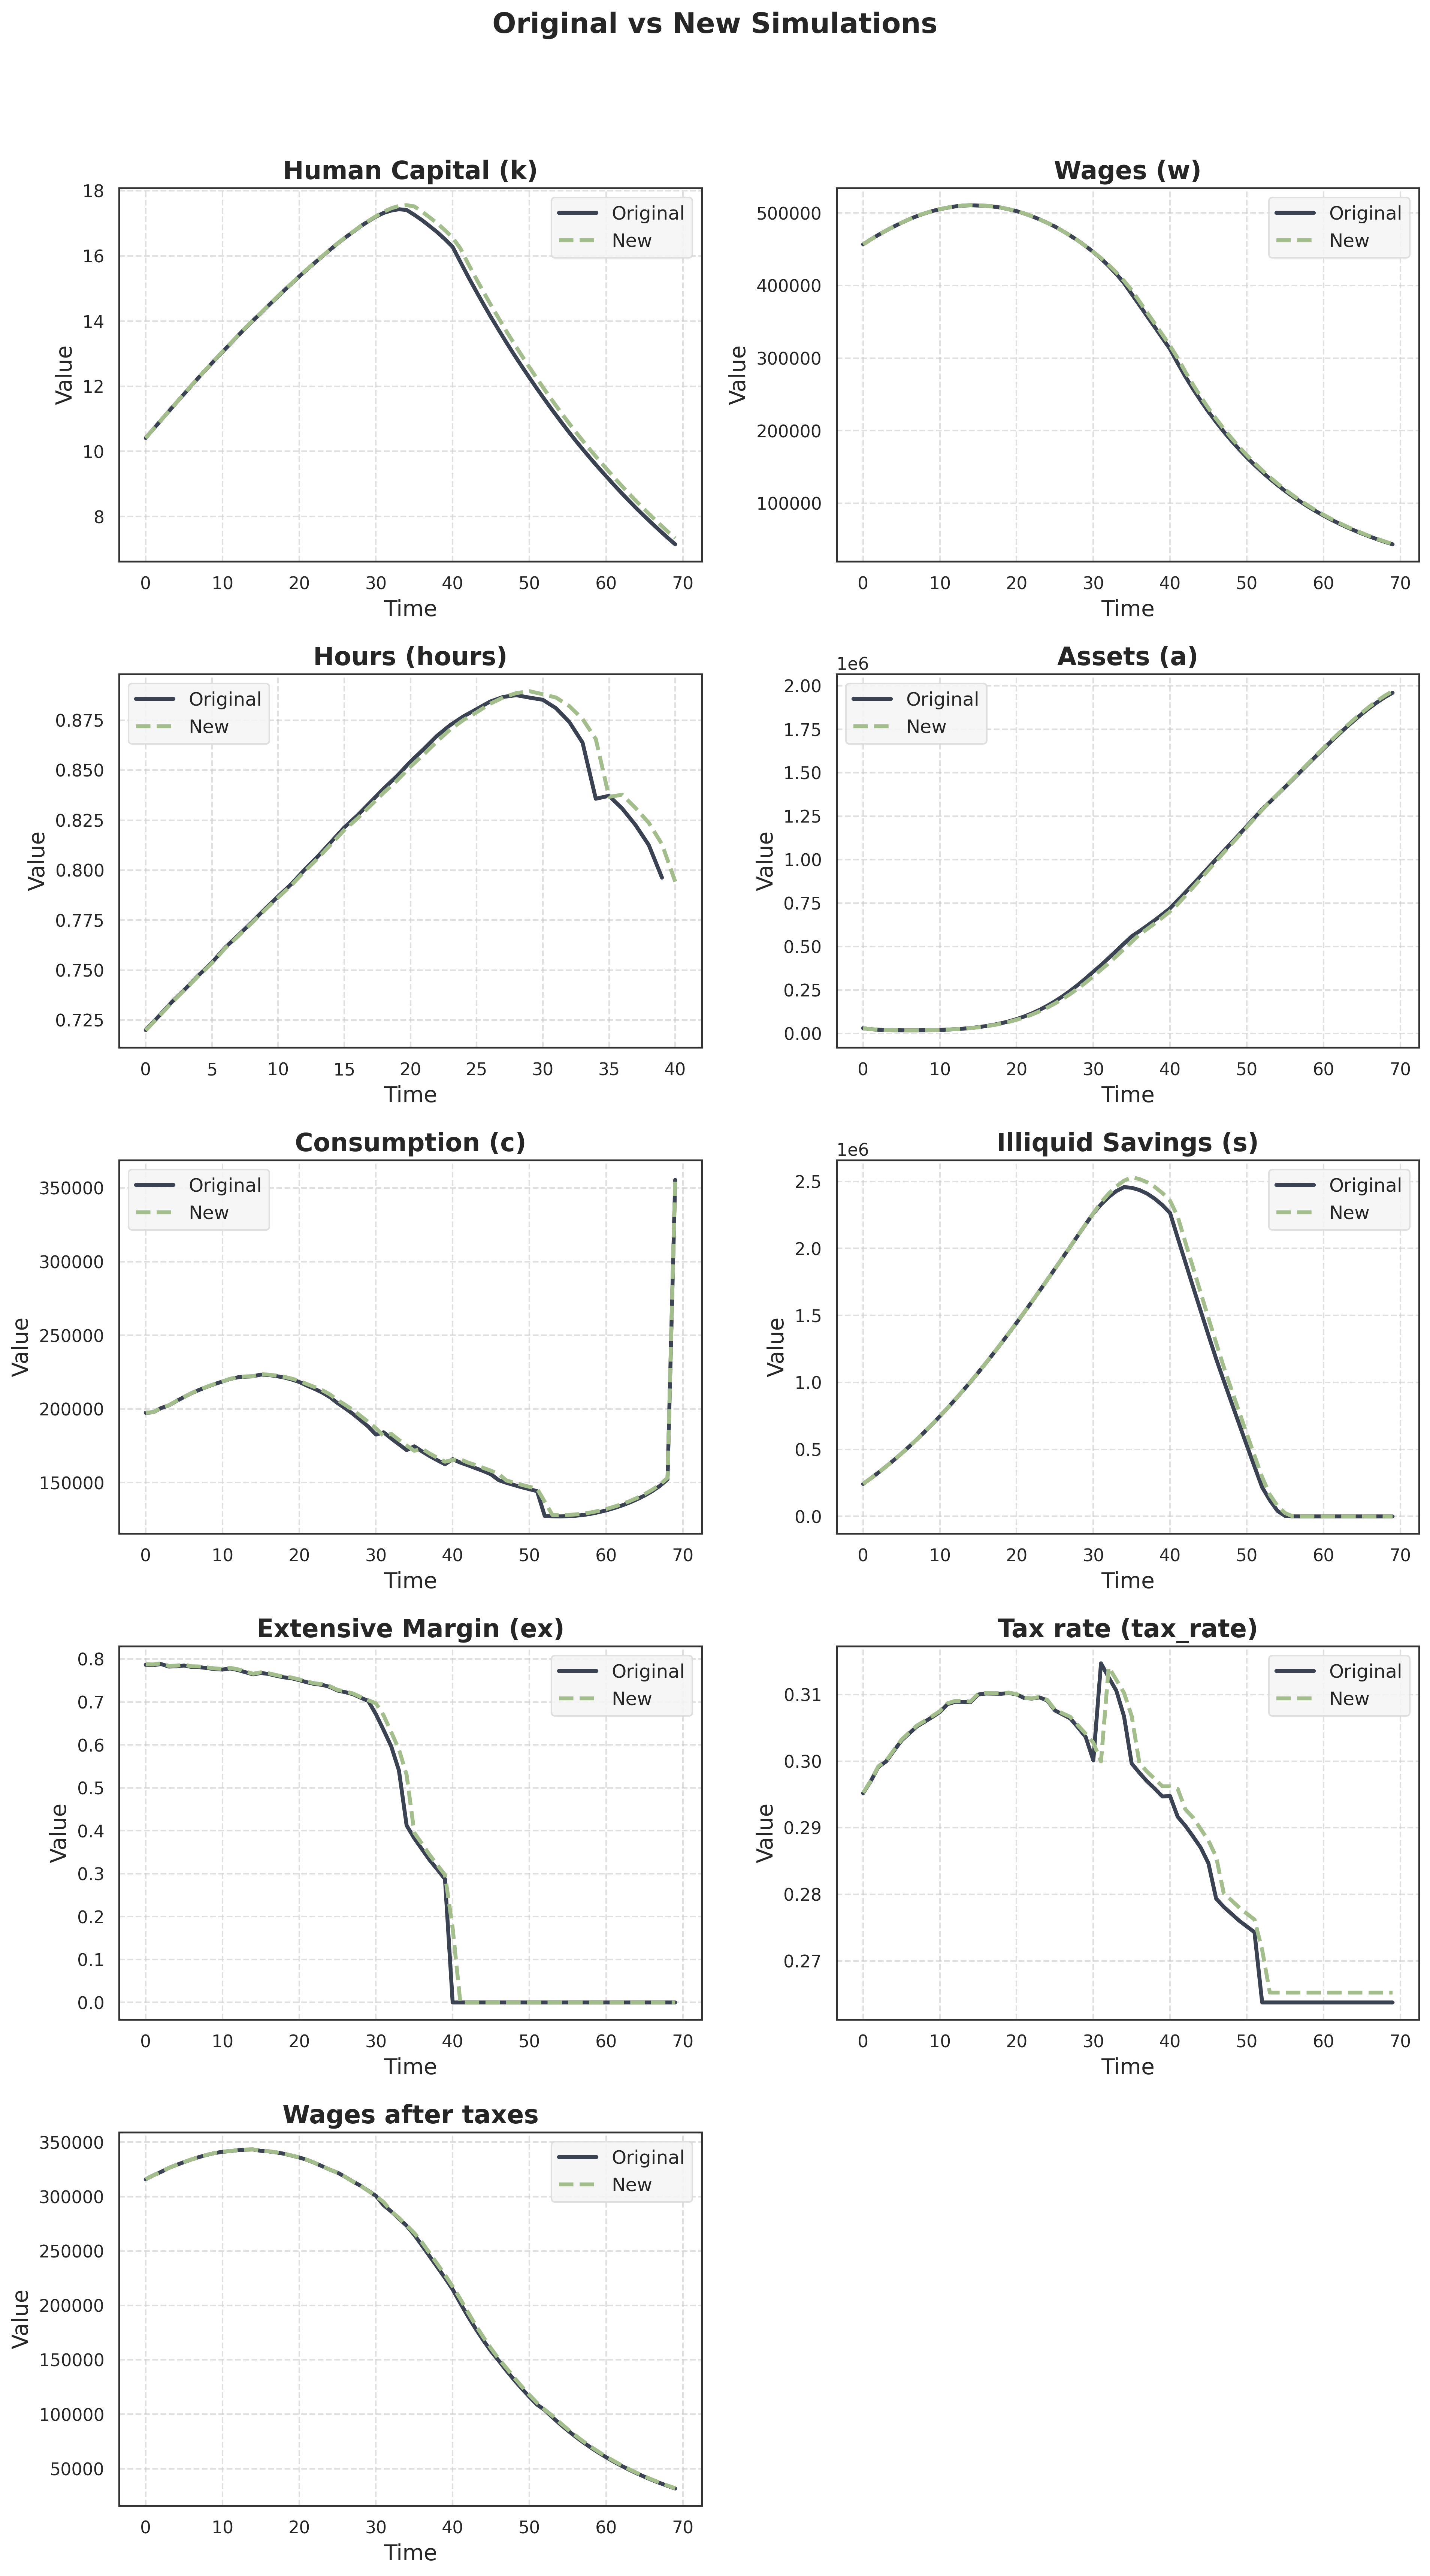 Original vs New Simulations
Human Capital (k)
Value
18
16
14
12
10
8
Original
New
0 10 20 30 40 50 60 70
Time
Wages (w)
Value
500000
400000
300000
200000
100000
Original
New
0 10 20 30 40 50 60 70
Time
Hours (hours)
Value
0.875
0.850
0.825
0.800
0.775
0.750
0.725
Original
New
0 5 10 15 20 25 30 35 40
Time
Assets (a)
1e6
Value
2.00
1.75
1.50
1.25
1.00
0.75
0.50
0.25
0.00
Original
New
0 10 20 30 40 50 60 70
Time
Consumption (c)
Value
350000
300000
250000
200000
150000
Original
New
0 10 20 30 40 50 60 70
Time
Illiquid Savings (s)
1e6
Value
2.5
2.0
1.5
1.0
0.5
0.0
Original
New
0 10 20 30 40 50 60 70
Time
Extensive Margin (ex)
Value
0.8
0.7
0.6
0.5
0.4
0.3
0.2
0.1
0.0
Original
New
0 10 20 30 40 50 60 70
Time
Tax rate (tax_rate)
Value
0.31
0.30
0.29
0.28
0.27
Original
New
0 10 20 30 40 50 60 70
Time
Wages after taxes
Value
350000
300000
250000
200000
150000
100000
50000
Original
New
0 10 20 30 40 50 60 70
Time